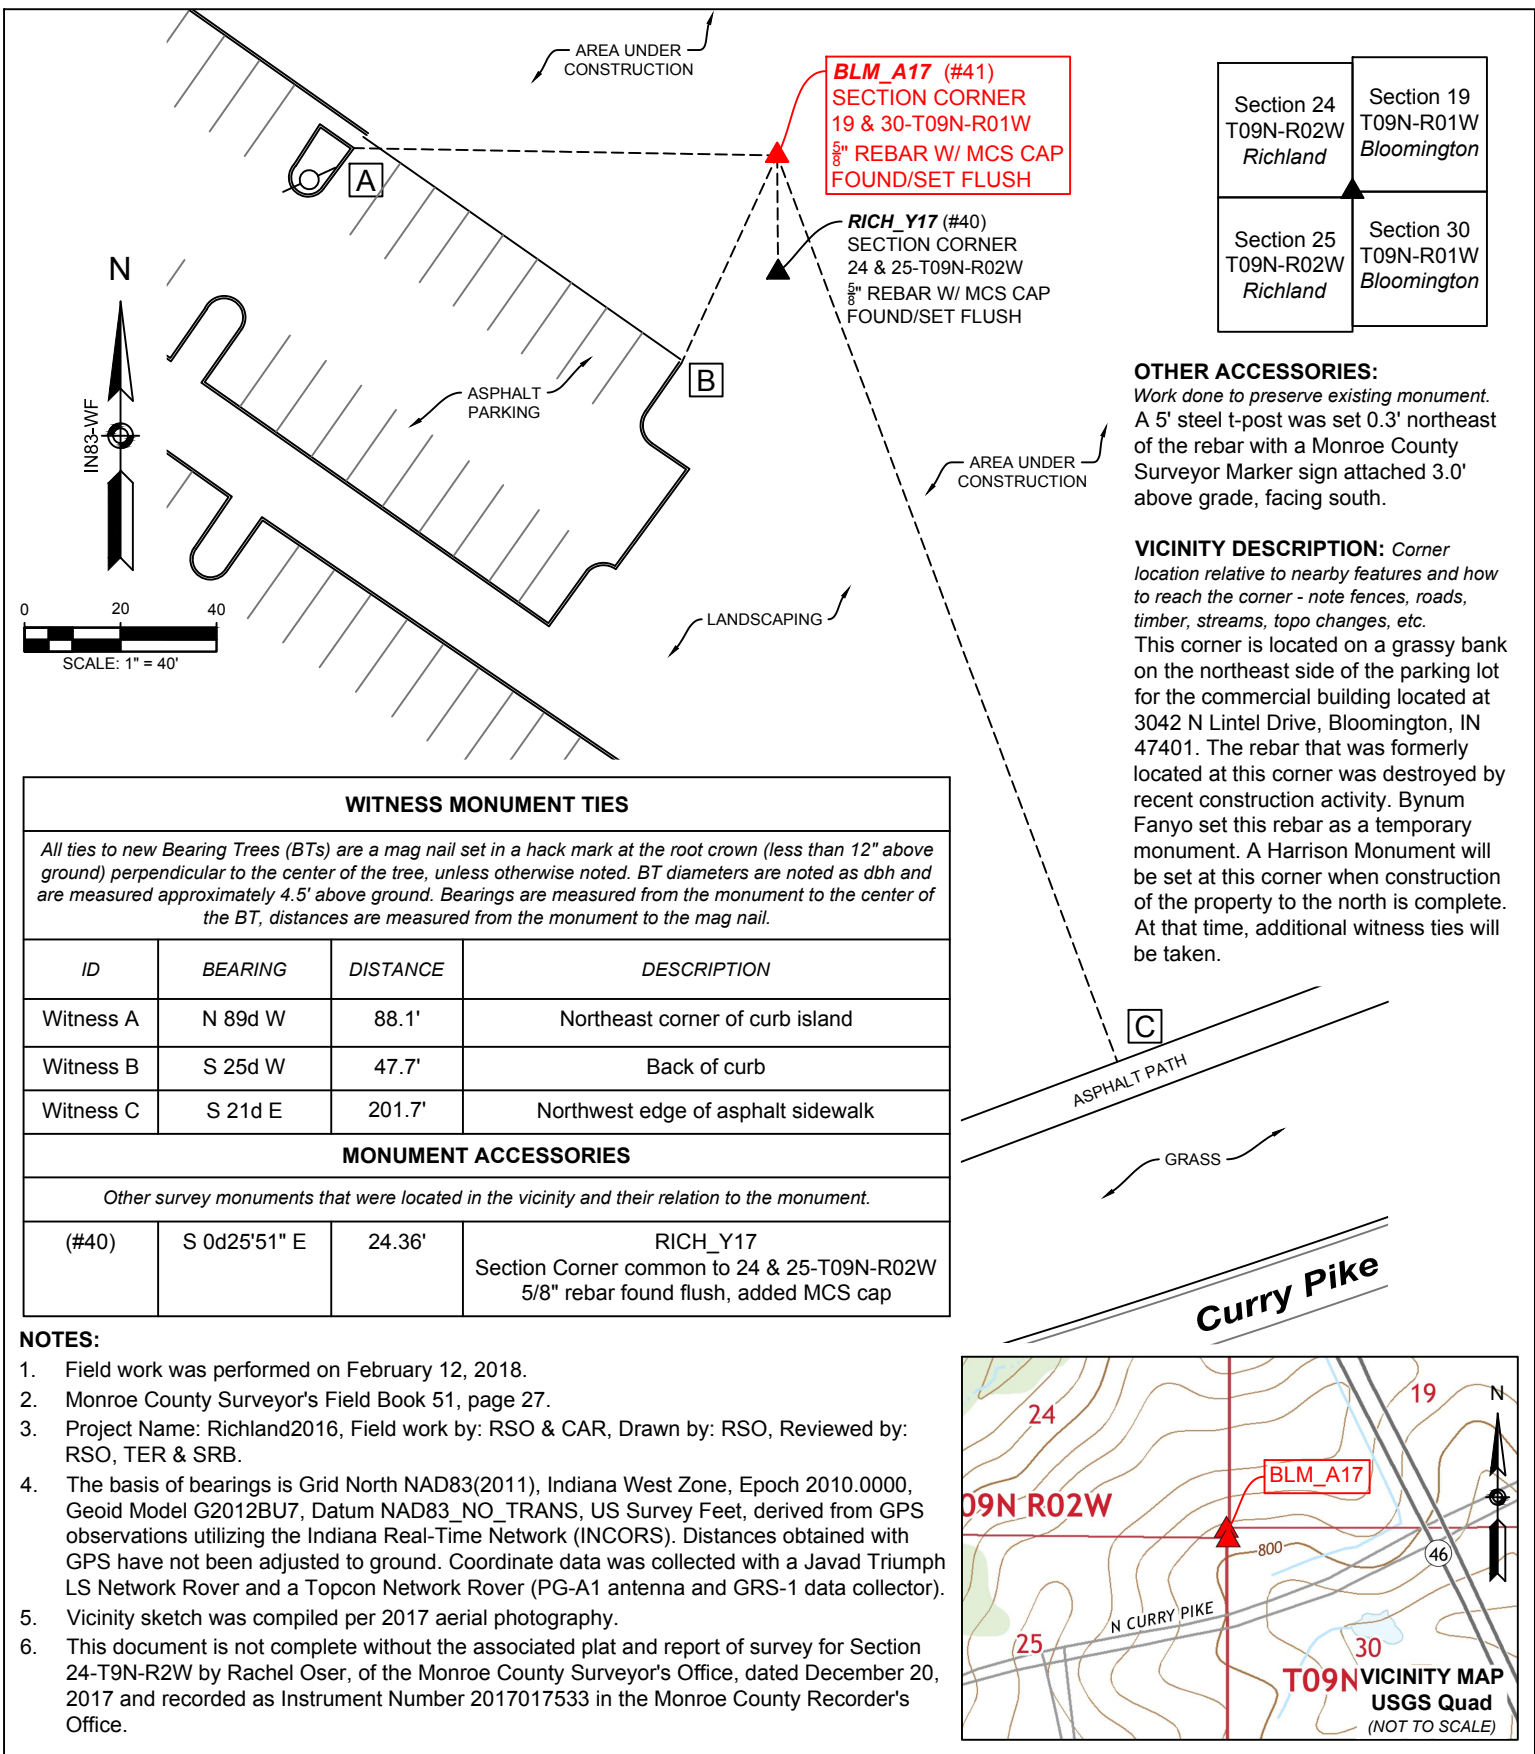 AREA UNDER
CONSTRUCTION
BLM_A17 (#41)
SECTION CORNER
19 & 30-T09N-R01W
5/8" REBAR W/ MCS CAP
FOUND/SET FLUSH
RICH_Y17 (#40)
SECTION CORNER
24 & 25-T09N-R02W
5/8" REBAR W/ MCS CAP
FOUND/SET FLUSH
Section 24
T09N-R02W
Richland
Section 19
T09N-R01W
Bloomington
Section 25
T09N-R02W
Richland
Section 30
T09N-R01W
Bloomington
A
B
N
IN83-WF
ASPHALT
PARKING
AREA UNDER
CONSTRUCTION
LANDSCAPING
0 20 40
SCALE: 1" = 40'
OTHER ACCESSORIES:
Work done to preserve existing monument.
A 5' steel t-post was set 0.3' northeast
of the rebar with a Monroe County
Surveyor Marker sign attached 3.0'
above grade, facing south.
VICINITY DESCRIPTION: Corner
location relative to nearby features and how
to reach the corner - note fences, roads,
timber, streams, topo changes, etc.
This corner is located on a grassy bank
on the northeast side of the parking lot
for the commercial building located at
3042 N Lintel Drive, Bloomington, IN
47401. The rebar that was formerly
located at this corner was destroyed by
recent construction activity. Bynum
Fanyo set this rebar as a temporary
monument. A Harrison Monument will
be set at this corner when construction
of the property to the north is complete.
At that time, additional witness ties will
be taken.
WITNESS MONUMENT TIES
All ties to new Bearing Trees (BTs) are a mag nail set in a hack mark at the root crown (less than 12" above
ground) perpendicular to the center of the tree, unless otherwise noted. BT diameters are noted as dbh and
are measured approximately 4.5' above ground. Bearings are measured from the monument to the center of
the BT, distances are measured from the monument to the mag nail.
ID BEARING DISTANCE DESCRIPTION
Witness A N 89d W 88.1' Northeast corner of curb island
Witness B S 25d W 47.7' Back of curb
Witness C S 21d E 201.7' Northwest edge of asphalt sidewalk
MONUMENT ACCESSORIES
Other survey monuments that were located in the vicinity and their relation to the monument.
(#40) S 0d25'51" E 24.36' RICH_Y17
Section Corner common to 24 & 25-T09N-R02W
5/8" rebar found flush, added MCS cap
C
ASPHALT PATH
GRASS
Curry Pike
NOTES:
1. Field work was performed on February 12, 2018.
2. Monroe County Surveyor's Field Book 51, page 27.
3. Project Name: Richland2016, Field work by: RSO & CAR, Drawn by: RSO, Reviewed by:
RSO, TER & SRB.
4. The basis of bearings is Grid North NAD83(2011), Indiana West Zone, Epoch 2010.0000,
Geoid Model G2012BU7, Datum NAD83_NO_TRANS, US Survey Feet, derived from GPS
observations utilizing the Indiana Real-Time Network (INCORS). Distances obtained with
GPS have not been adjusted to ground. Coordinate data was collected with a Javad Triumph
LS Network Rover and a Topcon Network Rover (PG-A1 antenna and GRS-1 data collector).
5. Vicinity sketch was compiled per 2017 aerial photography.
6. This document is not complete without the associated plat and report of survey for Section
24-T9N-R2W by Rachel Oser, of the Monroe County Surveyor's Office, dated December 20,
2017 and recorded as Instrument Number 2017017533 in the Monroe County Recorder's
Office.
24
19
N
BLM_A17
09N R02W
800
46
N CURRY PIKE
25
30
T09N
VICINITY MAP
USGS Quad
(NOT TO SCALE)